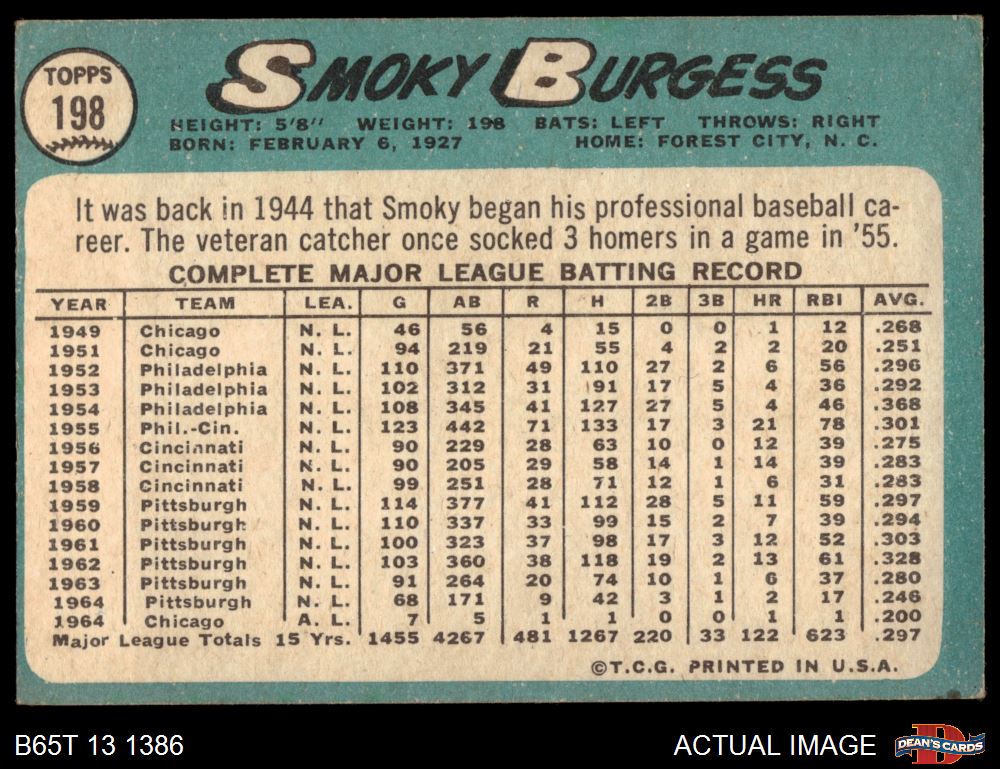 TOPPS
198
SMOKY BURGESS
HEIGHT: 5'8" WEIGHT: 198 BATS: LEFT THROWS: RIGHT
BORN: FEBRUARY 6, 1927 HOME: FOREST CITY, N. C.
It was back in 1944 that Smoky began his professional baseball ca-
reer. The veteran catcher once socked 3 homers in a game in '55.
COMPLETE MAJOR LEAGUE BATTING RECORD
YEAR TEAM LEA. G AB R H 2B 3B HR RBI AVG.
1949 Chicago N. L. 46 56 4 15 0 0 1 12 .268
1951 Chicago N. L. 94 219 21 55 4 2 2 20 .251
1952 Philadelphia N. L. 110 371 49 110 27 2 6 56 .296
1953 Philadelphia N. L. 102 312 31 91 17 5 4 36 .292
1954 Philadelphia N. L. 108 345 41 127 27 5 4 46 .368
1955 Phil.-Cin. N. L. 123 442 71 133 17 3 21 78 .301
1956 Cincinnati N. L. 90 229 28 63 10 0 12 39 .275
1957 Cincinnati N. L. 90 205 29 58 14 1 14 39 .283
1958 Cincinnati N. L. 99 251 28 71 12 1 6 31 .283
1959 Pittsburgh N. L. 114 377 41 112 28 5 11 59 .297
1960 Pittsburgh N. L. 110 337 33 99 15 2 7 39 .294
1961 Pittsburgh N. L. 100 323 37 98 17 3 12 52 .303
1962 Pittsburgh N. L. 103 360 38 118 19 2 13 61 .328
1963 Pittsburgh N. L. 91 264 20 74 10 1 6 37 .280
1964 Pittsburgh N. L. 68 171 9 42 3 1 2 17 .246
1964 Chicago A. L. 7 5 1 1 0 0 1 1 .200
Major League Totals 15 Yrs. 1455 4267 481 1267 220 33 122 623 .297
©T.C.G. PRINTED IN U.S.A.
B65T 13 1386 ACTUAL IMAGE D DEAN'S CARDS